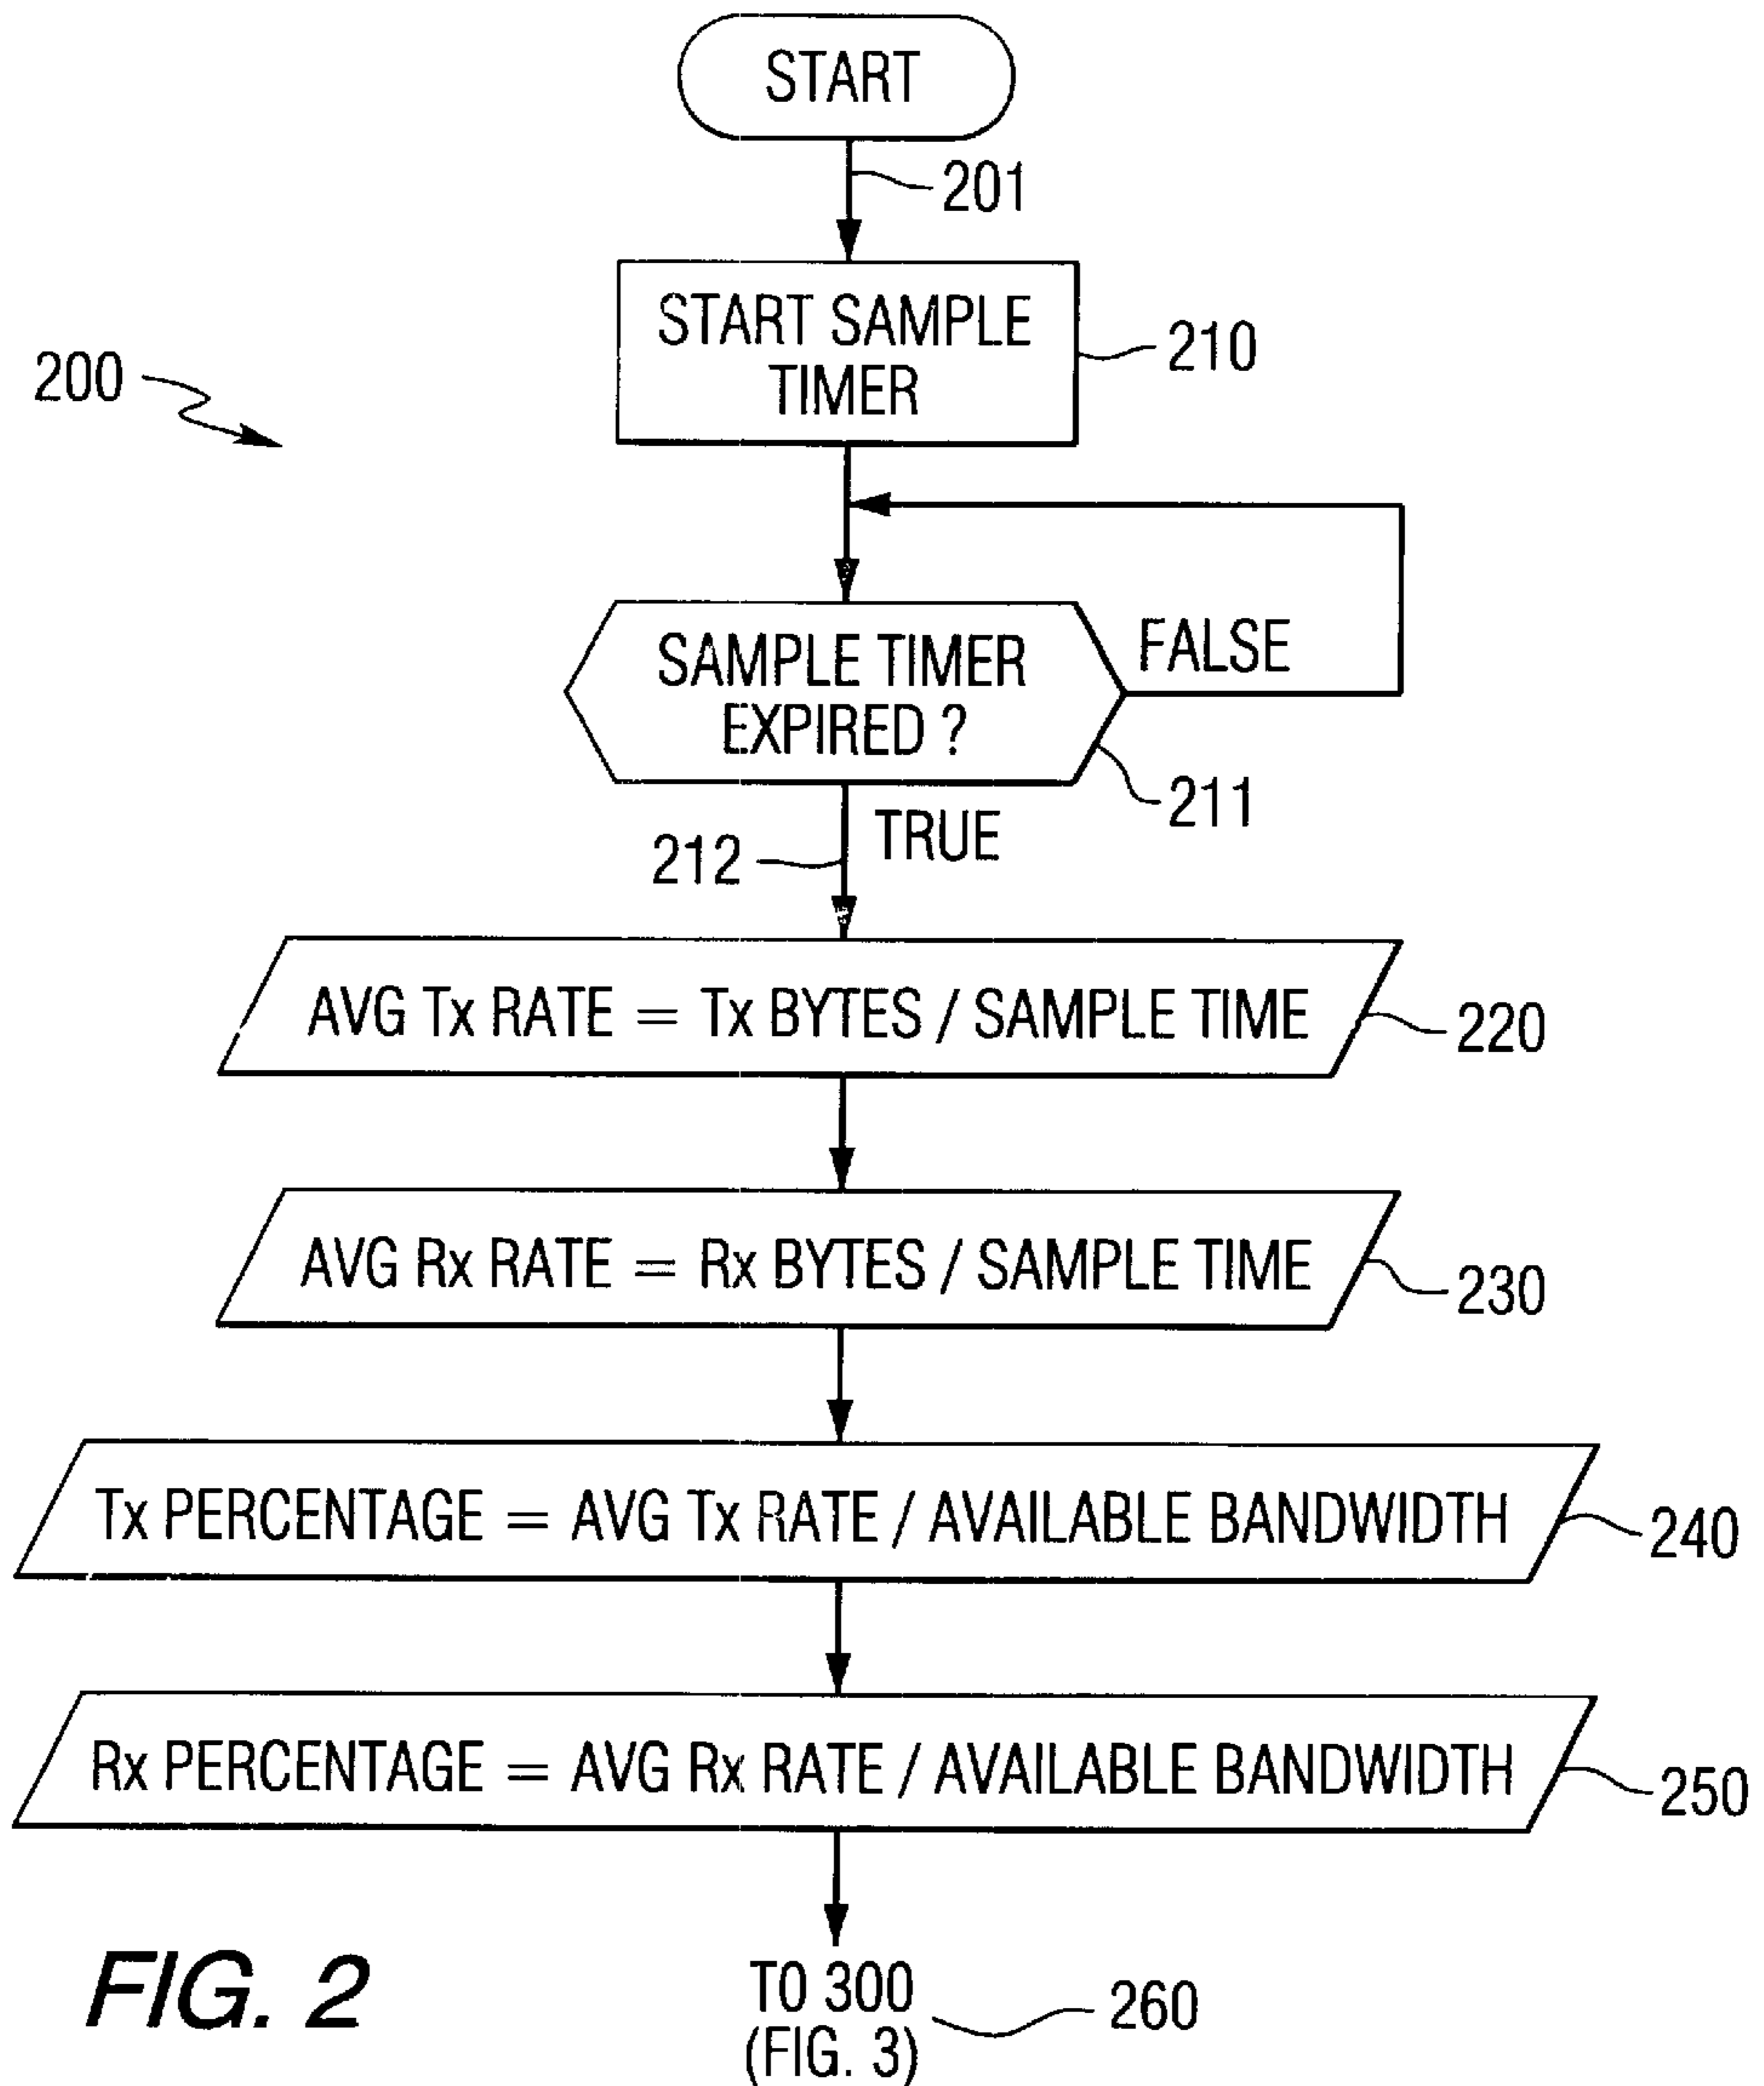 START
201
START SAMPLE
TIMER
210
200
SAMPLE TIMER
EXPIRED ?
FALSE
211
212
TRUE
AVG Tx RATE = Tx BYTES / SAMPLE TIME
220
AVG Rx RATE = Rx BYTES / SAMPLE TIME
230
Tx PERCENTAGE = AVG Tx RATE / AVAILABLE BANDWIDTH
240
Rx PERCENTAGE = AVG Rx RATE / AVAILABLE BANDWIDTH
250
FIG. 2
TO 300
(FIG. 3)
260